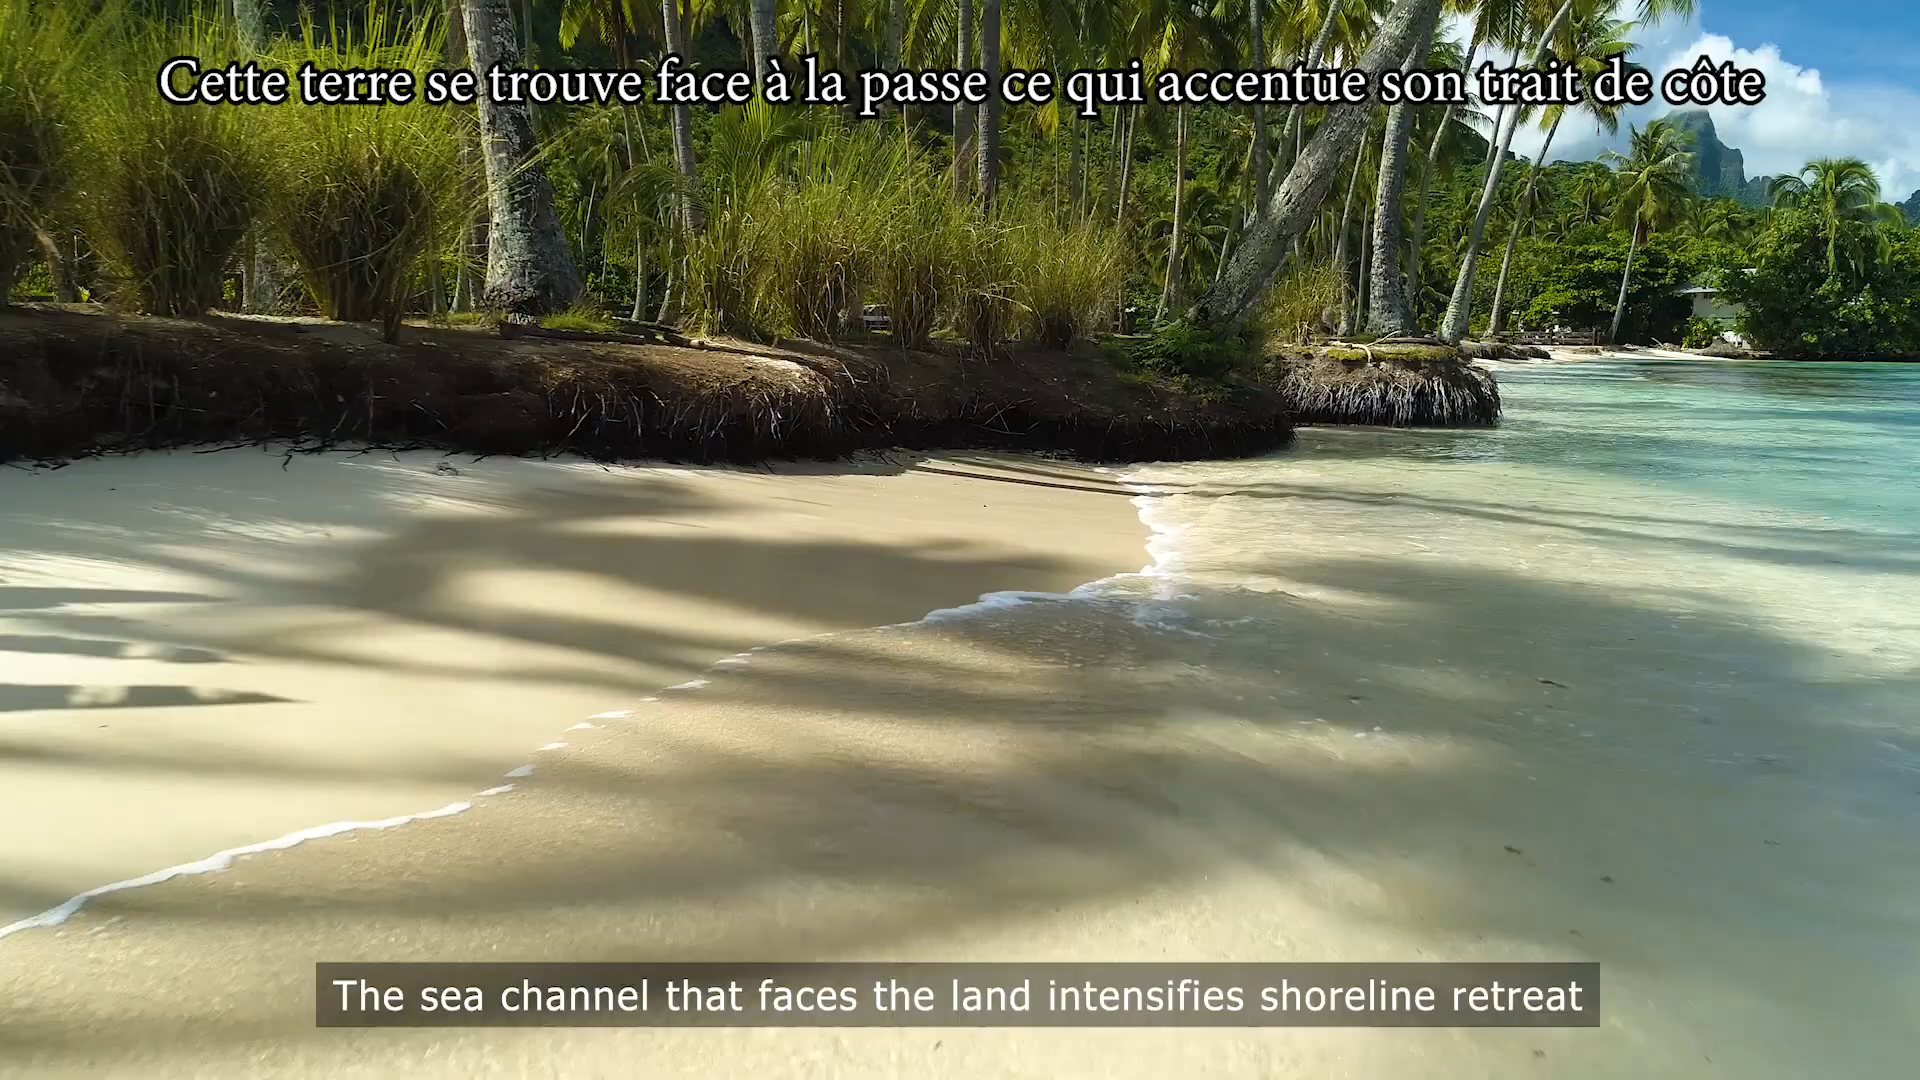 Cette terre se trouve face à la passe ce qui accentue son trait de côte
The sea channel that faces the land intensifies shoreline retreat